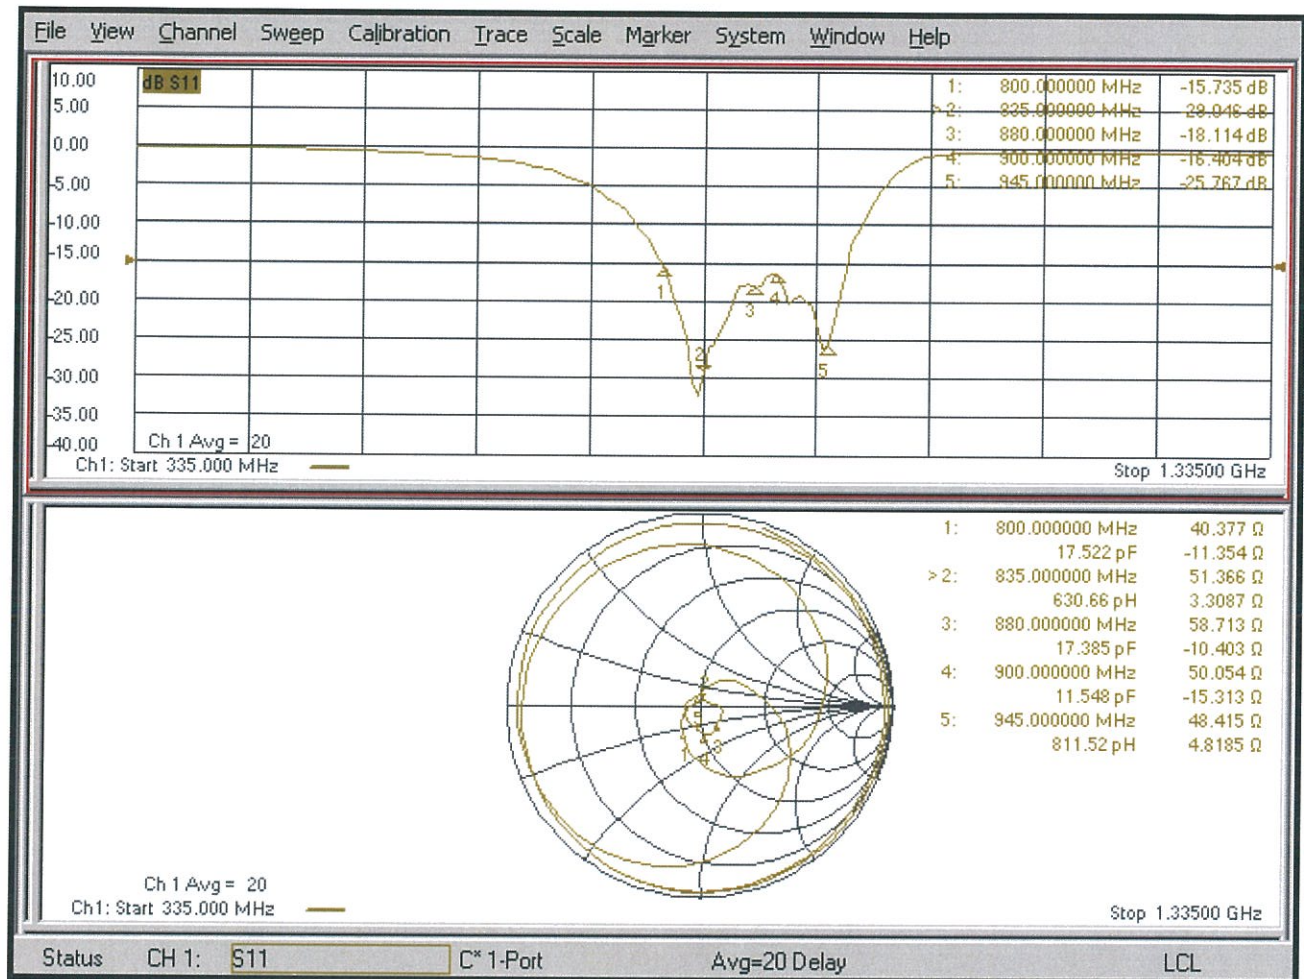 File View Channel Sweep Calibration Trace Scale Marker System Window Help
10.00
5.00
0.00
-5.00
-10.00
-15.00
-20.00
-25.00
-30.00
-35.00
-40.00
dB S11
1: 800.000000 MHz -15.735 dB
>2: 835.000000 MHz -29.046 dB
3: 880.000000 MHz -18.114 dB
4: 900.000000 MHz -16.404 dB
5: 945.000000 MHz -25.767 dB
1
2
3
4
5
Ch 1 Avg = 20
Ch1: Start 335.000 MHz
Stop 1.33500 GHz
1: 800.000000 MHz 40.377 Ω
17.522 pF -11.354 Ω
>2: 835.000000 MHz 51.366 Ω
630.66 pH 3.3087 Ω
3: 880.000000 MHz 58.713 Ω
17.385 pF -10.403 Ω
4: 900.000000 MHz 50.054 Ω
11.548 pF -15.313 Ω
5: 945.000000 MHz 48.415 Ω
811.52 pH 4.8185 Ω
5
1
4
3
Ch 1 Avg = 20
Ch1: Start 335.000 MHz
Stop 1.33500 GHz
Status CH 1: S11 C* 1-Port Avg=20 Delay LCL